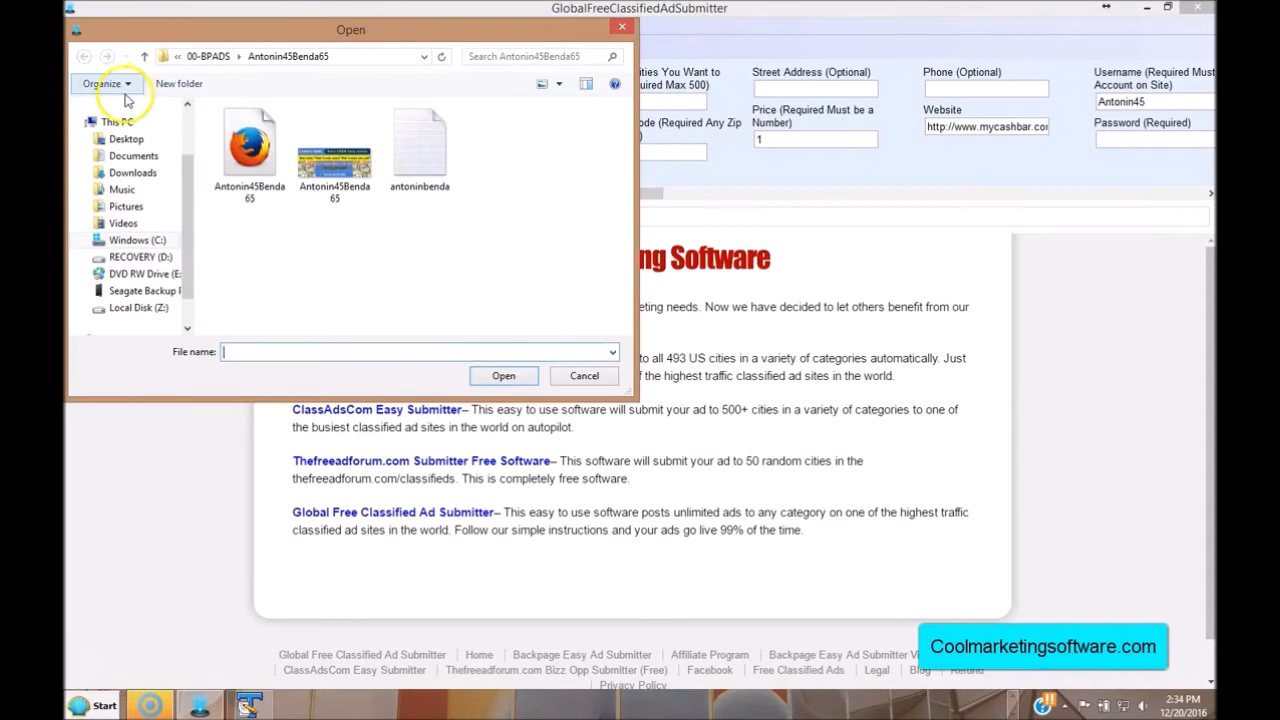 GlobalFreeClassifiedAdSubmitter
Open
00-BPADS
Antonin45Benda65
Search Antonin45Benda65
Organize
New folder
This PC
Desktop
Documents
Downloads
Music
Pictures
Videos
Windows (C:)
RECOVERY (D:)
DVD RW Drive (E:
Seagate Backup
Local Disk (Z:)
Antonin45Benda
65
Antonin45Benda
65
antoninbenda
File name:
Open
Cancel
ities You Want to
quired Max 500)
ode (Required Any Zip
Street Address (Optional)
Price (Required Must be a
Number)
1
Phone (Optional)
Website
http://www.mycashbar.cor
Username (Required Must
Account on Site)
Antonin45
Password (Required)
ng Software
eting needs. Now we have decided to let others benefit from our
to all 493 US cities in a variety of categories automatically. Just
of the highest traffic classified ad sites in the world.
ClassAdsCom Easy Submitter– This easy to use software will submit your ad to 500+ cities in a variety of categories to one of
the busiest classified ad sites in the world on autopilot.
Thefreeadforum.com Submitter Free Software– This software will submit your ad to 50 random cities in the
thefreeadforum.com/classifieds. This is completely free software.
Global Free Classified Ad Submitter– This easy to use software posts unlimited ads to any category on one of the highest traffic
classified ad sites in the world. Follow our simple instructions and your ads go live 99% of the time.
Coolmarketingsoftware.com
Global Free Classified Ad Submitter Home Backpage Easy Ad Submitter Affiliate Program Backpage Easy Ad Submitter Vi
ClassAdsCom Easy Submitter Thefreeadforum.com Bizz Opp Submitter (Free) Facebook Free Classified Ads Legal Blog Refund
Privacy Policy
Start
2:34 PM
12/20/2016